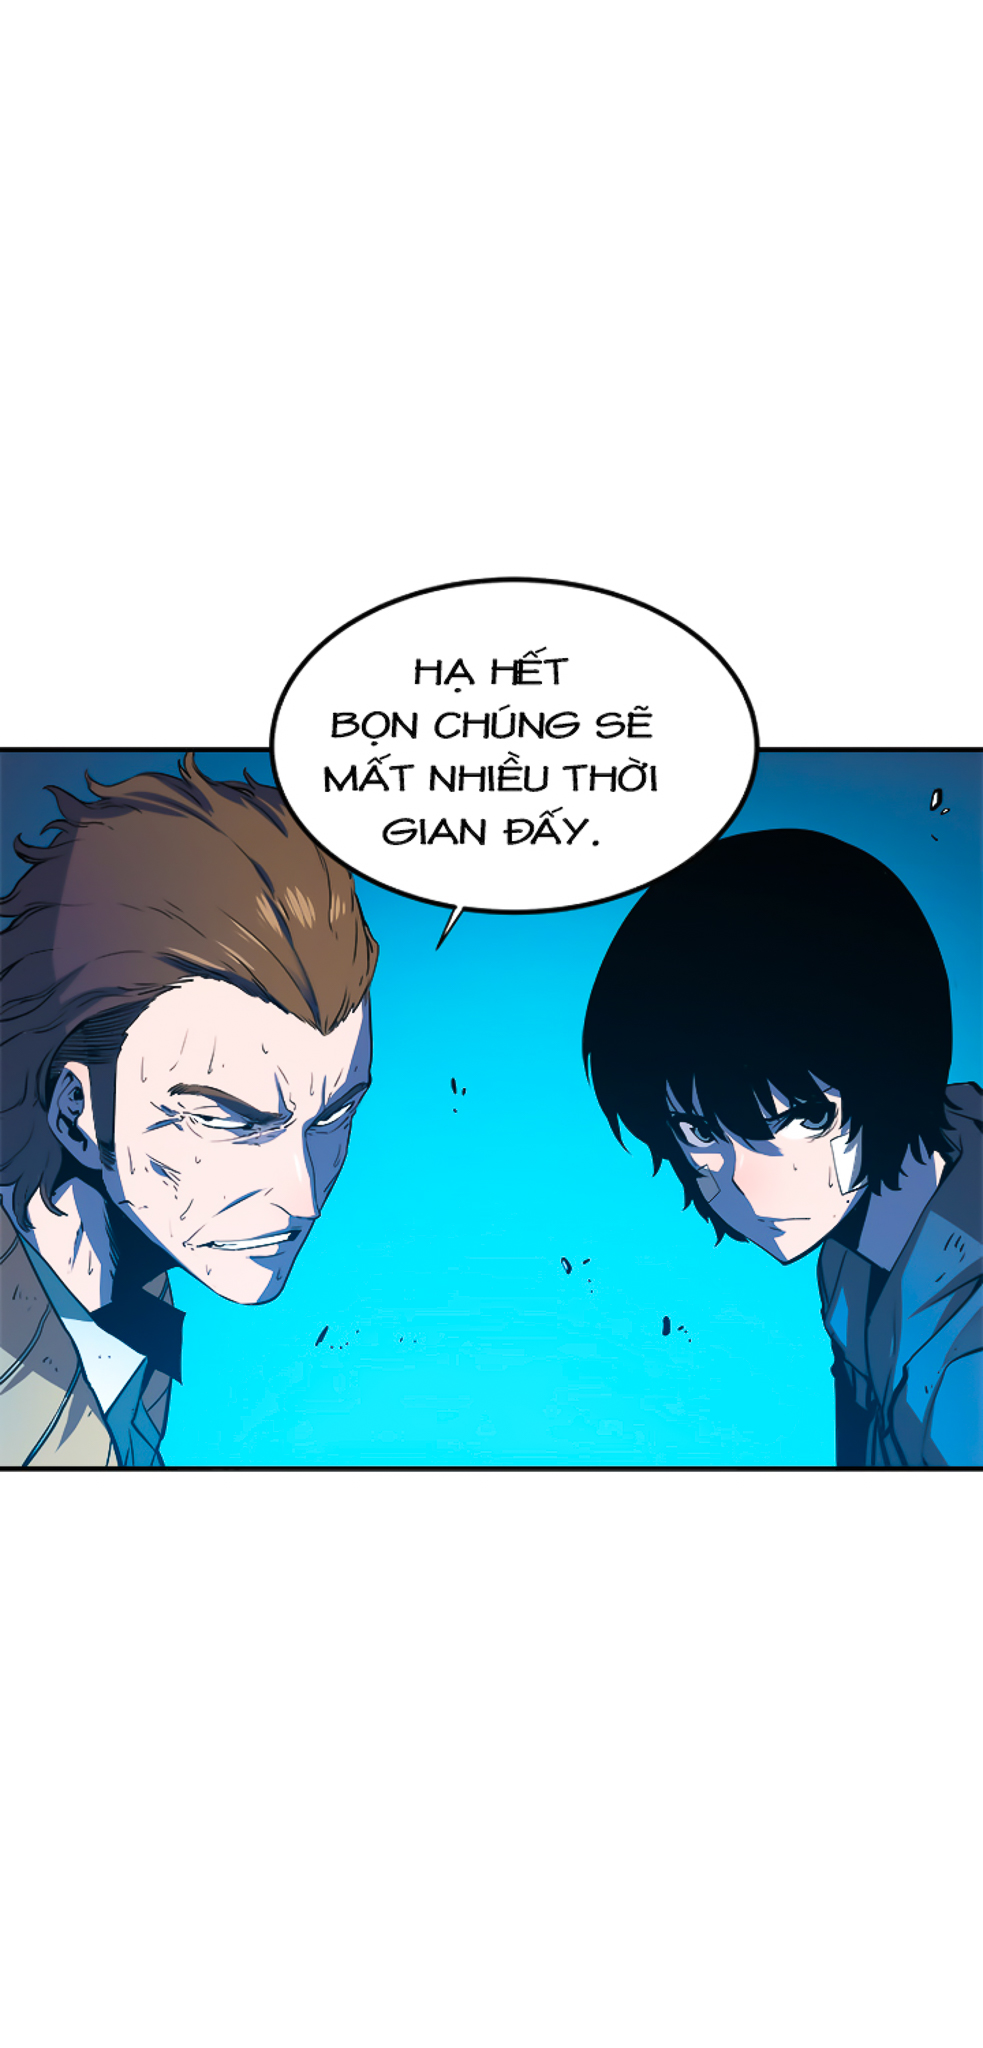 HẠ HẾT
BỌN CHÚNG SẼ
MẤT NHIỀU THỜI
GIAN ĐẤY.